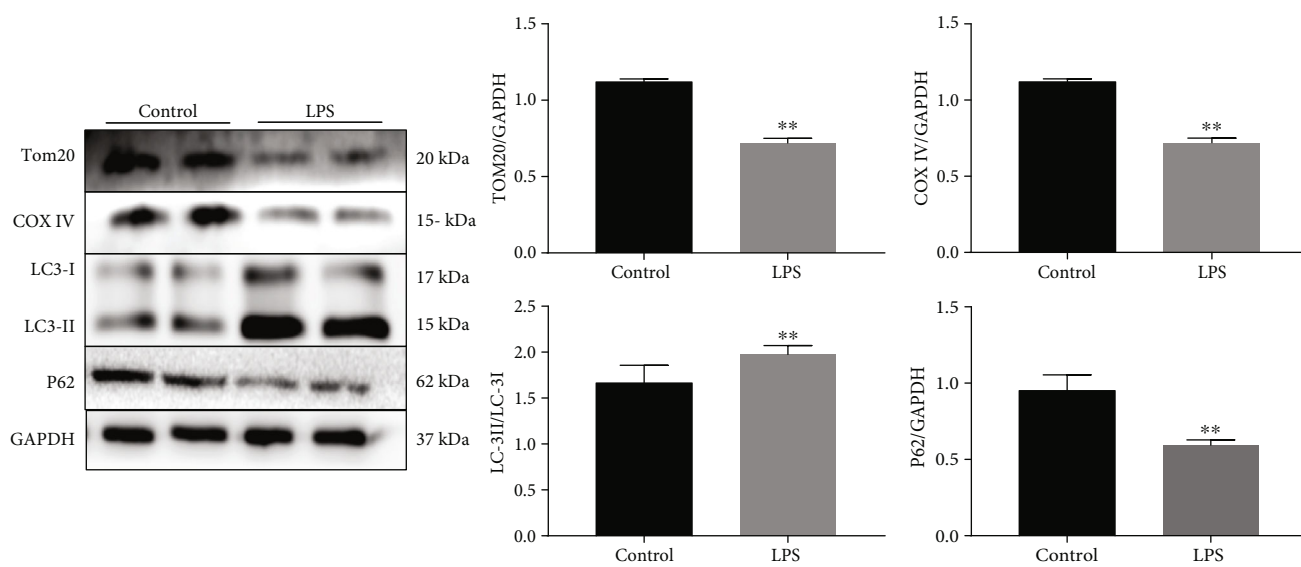 Control LPS
Tom20 20 kDa
COX IV 15- kDa
LC3-I 17 kDa
LC3-II 15 kDa
P62 62 kDa
GAPDH 37 kDa
TOM20/GAPDH
1.5
1.0
0.5
0.0
**
Control LPS
COX IV/GAPDH
1.5
1.0
0.5
0.0
**
Control LPS
LC-3II/LC-3I
2.5
2.0
1.5
1.0
0.5
0.0
**
Control LPS
P62/GAPDH
1.5
1.0
0.5
0.0
**
Control LPS